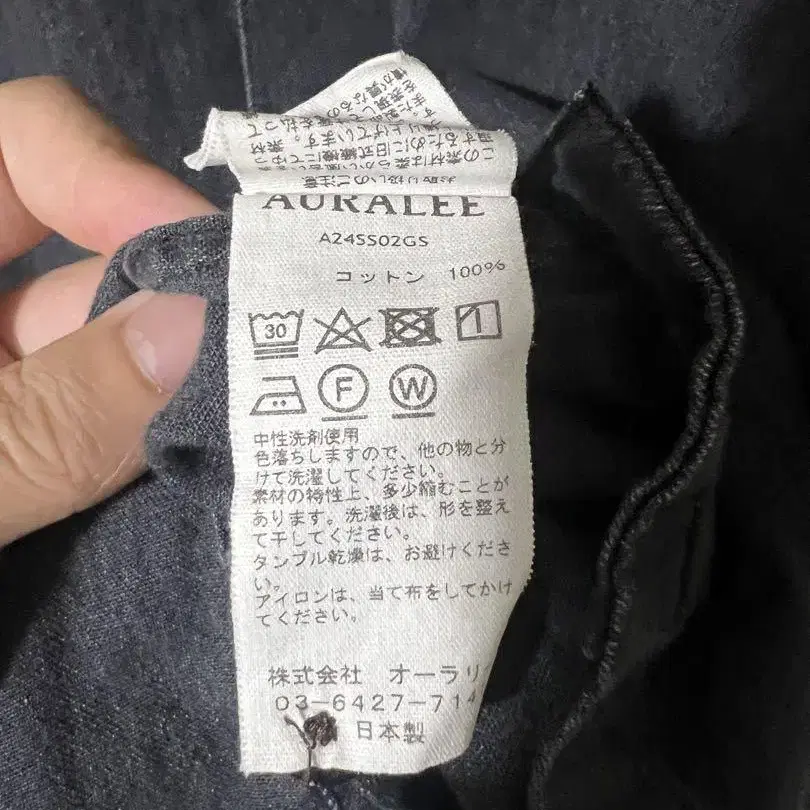 AURALEE
A24SS02GS
コットン 100%
30
F W
中性洗剤使用
色落ちしますので、他の物と分
けて洗濯してください。
素材の特性上、多少縮むことが
あります。洗濯後は、形を整え
て干してください。
タンブル乾燥は、お避けくださ
い。
アイロンは、当て布をしてかけ
てください。
株式会社 オーラリ
03-6427-714
日本製